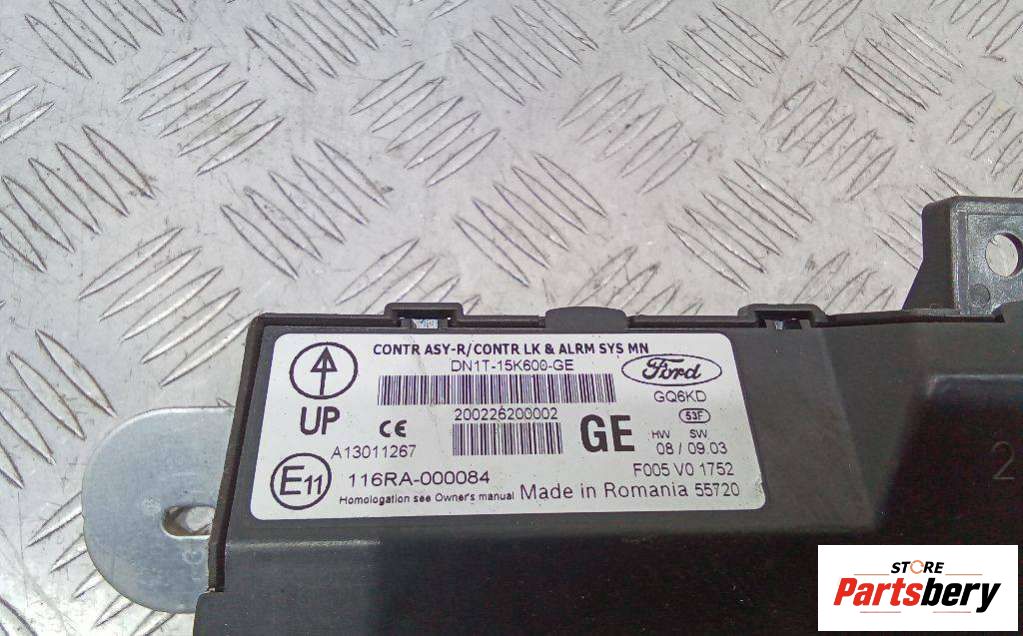 CONTR ASY-R/CONTR LK & ALRM SYS MN
DN1T-15K600-GE
Ford
UP
GQ6KD
53F
200226200002
CE
GE
HW SW
08 / 09.03
A13011267
E11
116RA-000084
F005 V0 1752
Homologation see Owner's manual
Made in Romania 55720
2
STORE
Partsbery